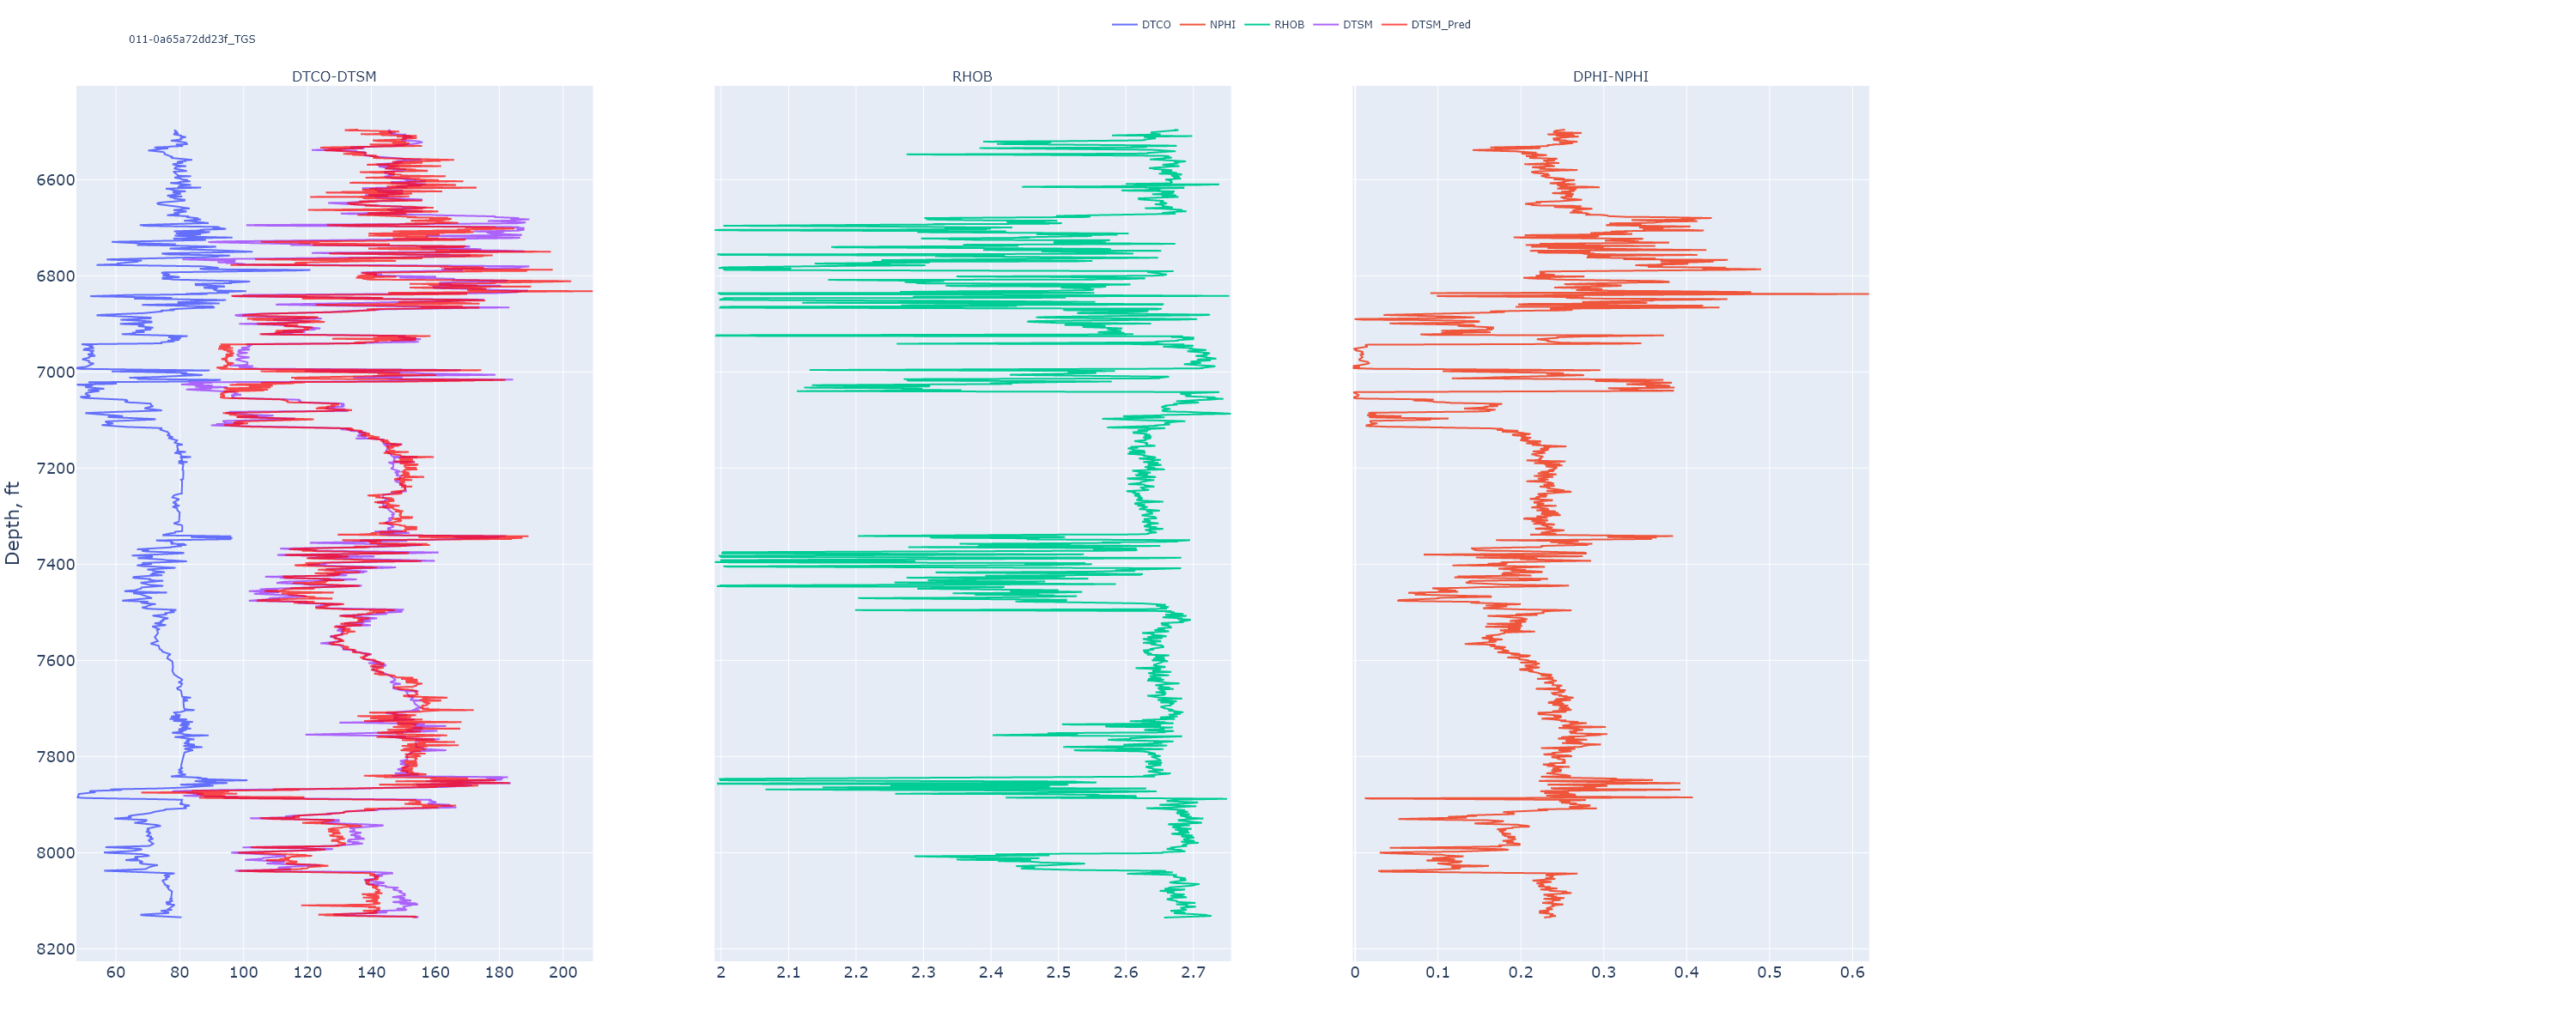 DTCO NPHI RHOB DTSM DTSM_Pred
011-0a65a72dd23f_TGS
DTCO-DTSM RHOB DPHI-NPHI
Depth, ft
6600
6800
7000
7200
7400
7600
7800
8000
8200
60 80 100 120 140 160 180 200
2 2.1 2.2 2.3 2.4 2.5 2.6 2.7
0 0.1 0.2 0.3 0.4 0.5 0.6